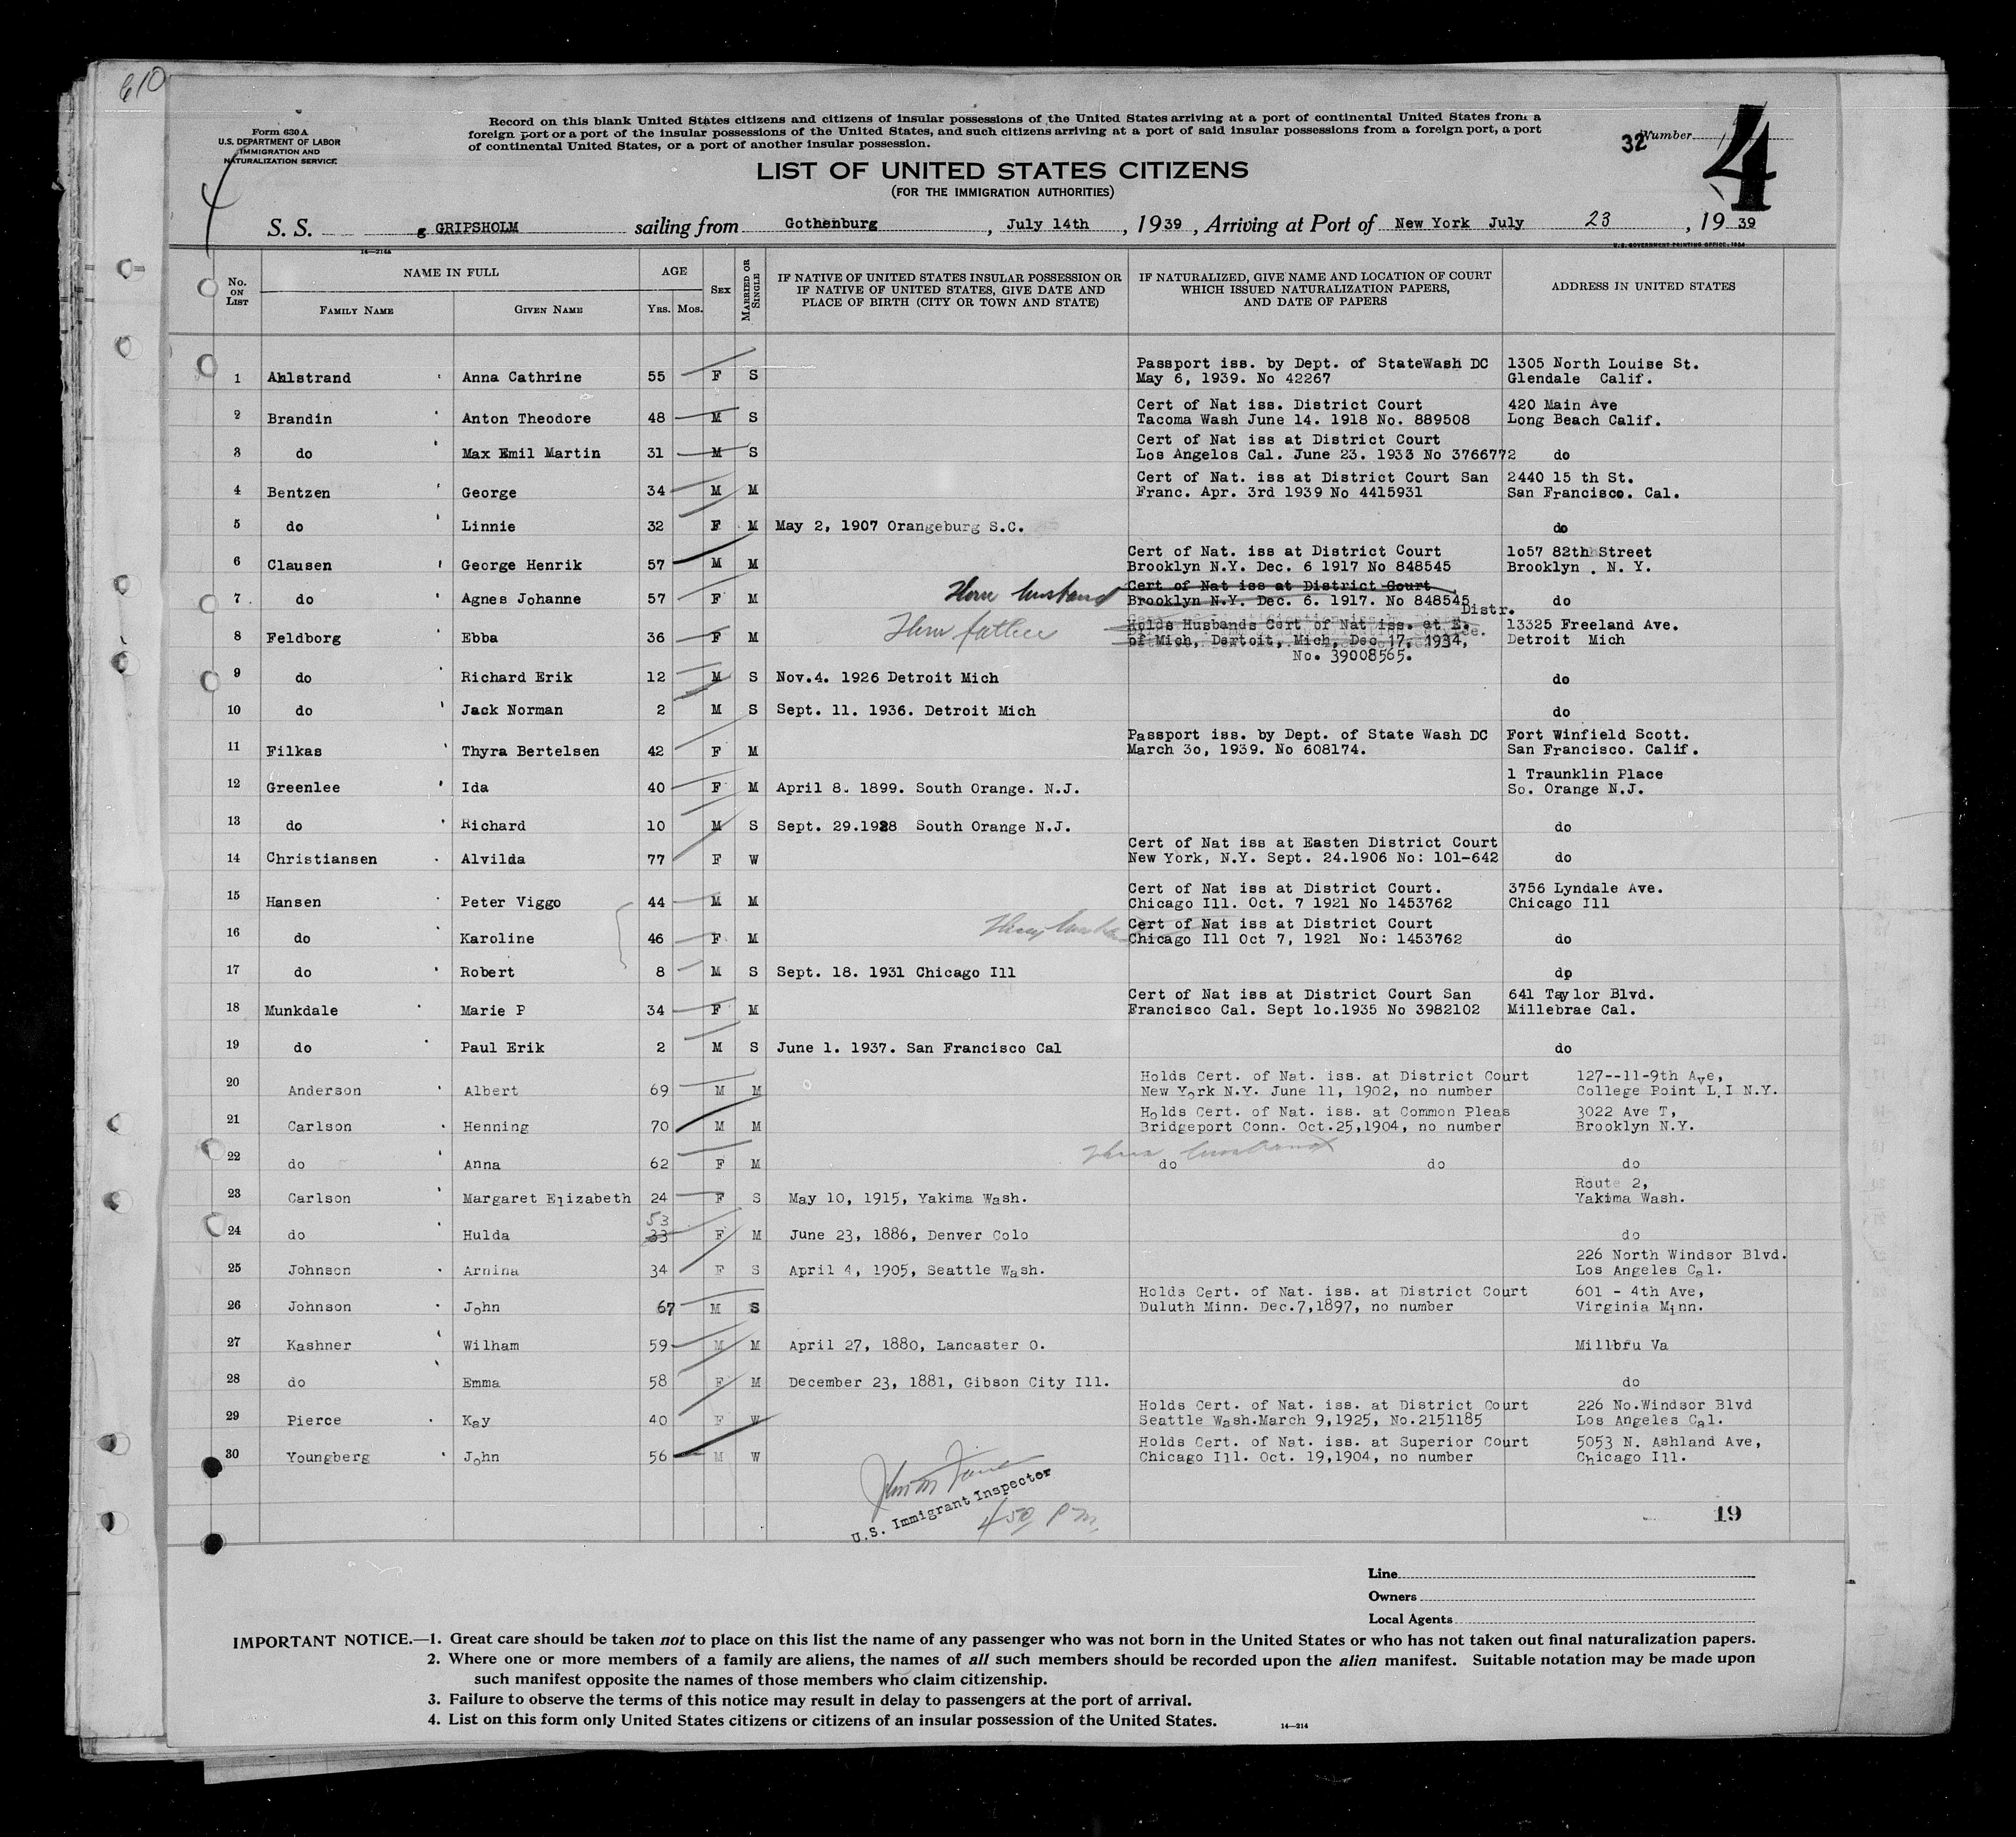 610
Form 630 A
U.S. DEPARTMENT OF LABOR
IMMIGRATION AND
NATURALIZATION SERVICE
Record on this blank United States citizens and citizens of insular possessions of the United States arriving at a port of continental United States from a
foreign port or a port of the insular possessions of the United States, and such citizens arriving at a port of said insular possessions from a foreign port, a port
of continental United States, or a port of another insular possession.
32 Number 4
LIST OF UNITED STATES CITIZENS
(FOR THE IMMIGRATION AUTHORITIES)
4
S. S. g GRIPSHOLM sailing from Gothenburg, July 14th, 1939, Arriving at Port of New York July 23, 1939
14—214A
U.S. GOVERNMENT PRINTING OFFICE: 1934
No. ON LIST NAME IN FULL FAMILY NAME GIVEN NAME AGE YRS. MOS. SEX MARRIED OR SINGLE IF NATIVE OF UNITED STATES INSULAR POSSESSION OR IF NATIVE OF UNITED STATES, GIVE DATE AND PLACE OF BIRTH (CITY OR TOWN AND STATE) IF NATURALIZED, GIVE NAME AND LOCATION OF COURT WHICH ISSUED NATURALIZATION PAPERS, AND DATE OF PAPERS ADDRESS IN UNITED STATES
Passport iss. by Dept. of StateWash DC 1305 North Louise St.
1 Ahlstrand Anna Cathrine 55 F S May 6, 1939. No 42267 Glendale Calif.
Cert of Nat iss. District Court 420 Main Ave
2 Brandin Anton Theodore 48 M S Tacoma Wash June 14. 1918 No. 889508 Long Beach Calif.
Cert of Nat iss at District Court
3 do Max Emil Martin 31 M S Los Angelos Cal. June 23. 1933 No 3766772 do
Cert of Nat. iss at District Court San 2440 15 th St.
4 Bentzen George 34 M M Franc. Apr. 3rd 1939 No 4415931 San Francisco. Cal.
5 do Linnie 32 F M May 2, 1907 Orangeburg S.C. do
Cert of Nat. iss at District Court 1o57 82th Street
6 Clausen George Henrik 57 M M Brooklyn N.Y. Dec. 6 1917 No 848545 Brooklyn . N. Y.
Cert of Nat iss at District Court
7 do Agnes Johanne 57 F M Thru husband Brooklyn N.Y. Dec. 6. 1917. No 848545 do
Distr.
Holds Husbands Cert of Nat iss. at E. 13325 Freeland Ave.
8 Feldborg Ebba 36 F M Thru father of Mich, Dertoit, Mich, Dec 17, 1934, Detroit Mich
No. 39008565.
9 do Richard Erik 12 M S Nov.4. 1926 Detroit Mich do
10 do Jack Norman 2 M S Sept. 11. 1936. Detroit Mich do
Passport iss. by Dept. of State Wash DC Fort Winfield Scott.
11 Filkas Thyra Bertelsen 42 F M March 3o, 1939. No 608174. San Francisco. Calif.
1 Traunklin Place
12 Greenlee Ida 40 F M April 8. 1899. South Orange. N.J. So. Orange N.J.
13 do Richard 10 M S Sept. 29.1928 South Orange N.J. do
Cert of Nat iss at Easten District Court
14 Christiansen Alvilda 77 F W New York, N.Y. Sept. 24.1906 No: 101-642 do
Cert of Nat iss at District Court. 3756 Lyndale Ave.
15 Hansen Peter Viggo 44 M M Chicago Ill. Oct. 7 1921 No 1453762 Chicago Ill
Cert of Nat iss at District Court
16 do Karoline 46 F M Chicago Ill Oct 7, 1921 No: 1453762 do
17 do Robert 8 M S Sept. 18. 1931 Chicago Ill do
Cert of Nat iss at District Court San 641 Taylor Blvd.
18 Munkdale Marie P 34 F M Francisco Cal. Sept 1o.1935 No 3982102 Millebrae Cal.
19 do Paul Erik 2 M S June 1. 1937. San Francisco Cal do
Holds Cert. of Nat. iss. at District Court 127--11-9th Ave,
20 Anderson Albert 69 M M New York N.Y. June 11, 1902, no number College Point L.I N.Y.
Holds Cert. of Nat. iss. at Common Pleas 3022 Ave T,
21 Carlson Henning 70 M M Bridgeport Conn. Oct.25,1904, no number Brooklyn N.Y.
Thru husband
22 do Anna 62 F M do do do
Route 2,
23 Carlson Margaret Elizabeth 24 F S May 10, 1915, Yakima Wash. Yakima Wash.
53
24 do Hulda 33 F M June 23, 1886, Denver Colo do
226 North Windsor Blvd.
25 Johnson Arnina 34 F S April 4, 1905, Seattle Wash. Los Angeles Cal.
Holds Cert. of Nat. iss. at District Court 601 - 4th Ave,
26 Johnson John 67 M S Duluth Minn. Dec.7,1897, no number Virginia Minn.
27 Kashner Wilham 59 M M April 27, 1880, Lancaster O. Millbru Va
28 do Emma 58 F M December 23, 1881, Gibson City Ill. do
Holds Cert. of Nat. iss. at District Court 226 No.Windsor Blvd
29 Pierce Kay 40 F W Seattle Wash.March 9,1925, No.2151185 Los Angeles Cal.
Holds Cert. of Nat. iss. at Superior Court 5053 N. Ashland Ave,
30 Youngberg John 56 M W Chicago Ill. Oct. 19,1904, no number Chicago Ill.
U.S. Immigrant Inspector
4 50 P m.
19
Line
Owners
Local Agents
IMPORTANT NOTICE.—1. Great care should be taken not to place on this list the name of any passenger who was not born in the United States or who has not taken out final naturalization papers.
2. Where one or more members of a family are aliens, the names of all such members should be recorded upon the alien manifest. Suitable notation may be made upon
such manifest opposite the names of those members who claim citizenship.
3. Failure to observe the terms of this notice may result in delay to passengers at the port of arrival.
4. List on this form only United States citizens or citizens of an insular possession of the United States.
14—214